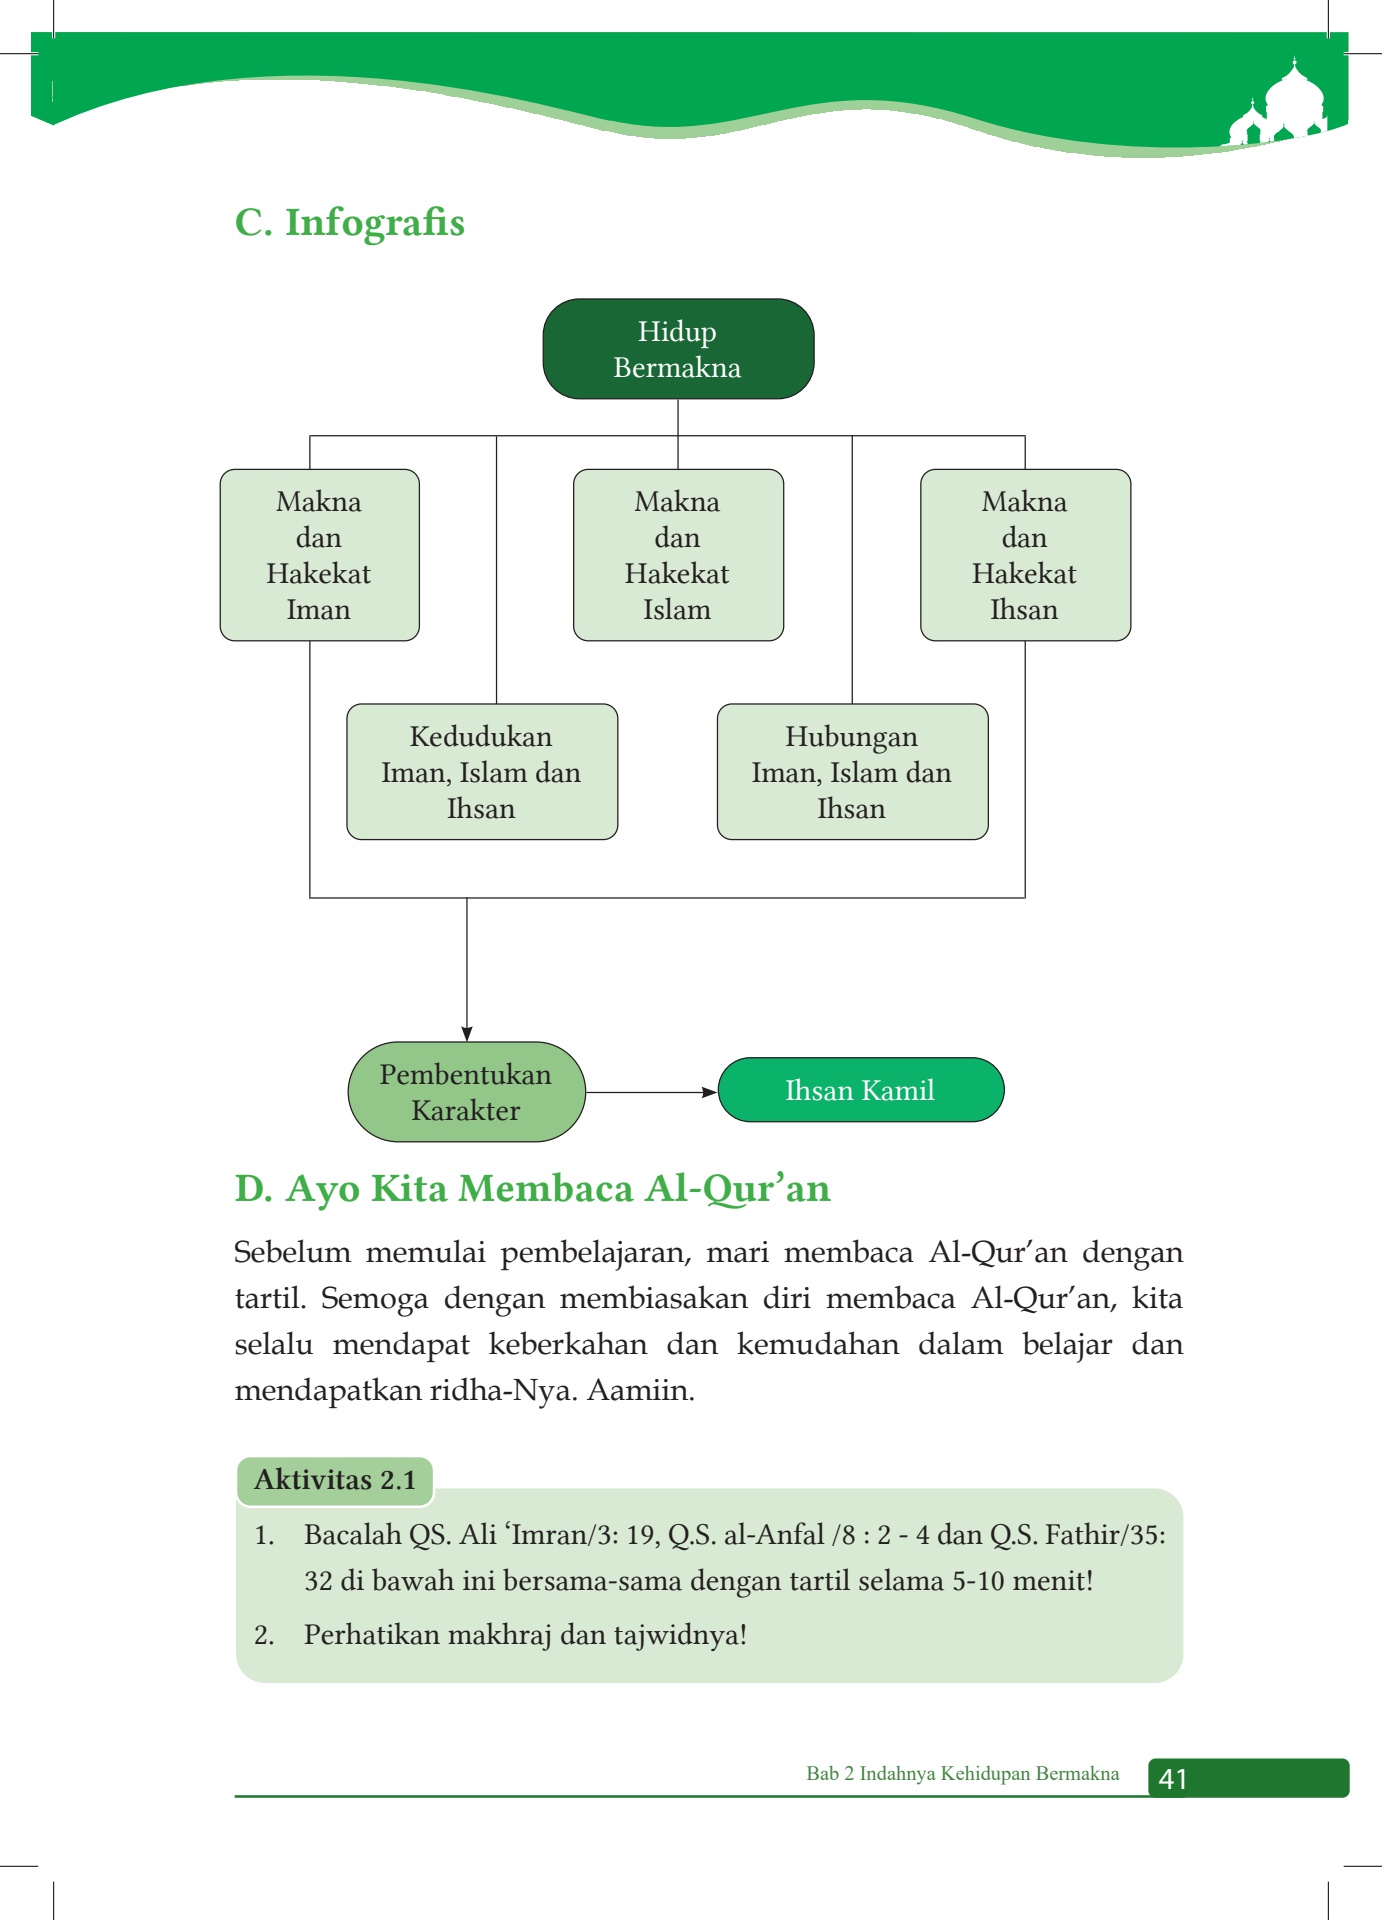 C. Infografis
Hidup
Bermakna
Makna
dan
Hakekat
Iman
Makna
dan
Hakekat
Islam
Makna
dan
Hakekat
Ihsan
Kedudukan
Iman, Islam dan
Ihsan
Hubungan
Iman, Islam dan
Ihsan
Pembentukan
Karakter
Ihsan Kamil
D. Ayo Kita Membaca Al-Qur’an
Sebelum memulai pembelajaran, mari membaca Al-Qur’an dengan
tartil. Semoga dengan membiasakan diri membaca Al-Qur’an, kita
selalu mendapat keberkahan dan kemudahan dalam belajar dan
mendapatkan ridha-Nya. Aamiin.
Aktivitas 2.1
1. Bacalah QS. Ali ‘Imran/3: 19, Q.S. al-Anfal /8 : 2 - 4 dan Q.S. Fathir/35:
32 di bawah ini bersama-sama dengan tartil selama 5-10 menit!
2. Perhatikan makhraj dan tajwidnya!
Bab 2 Indahnya Kehidupan Bermakna 41